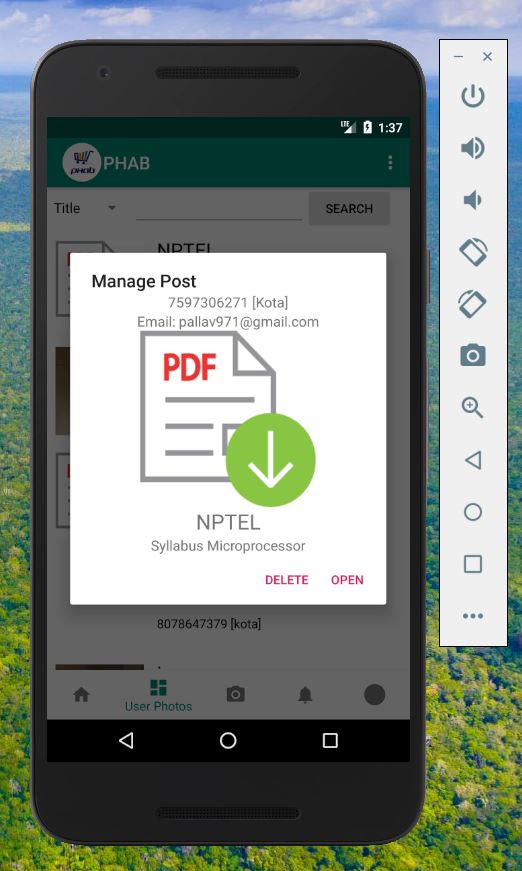 LTE 1:37
PHAB PHAB
Title SEARCH
NPTEL
Manage Post
7597306271 [Kota]
Email: pallav971@gmail.com
PDF
NPTEL
Syllabus Microprocessor
DELETE OPEN
8078647379 [kota]
User Photos